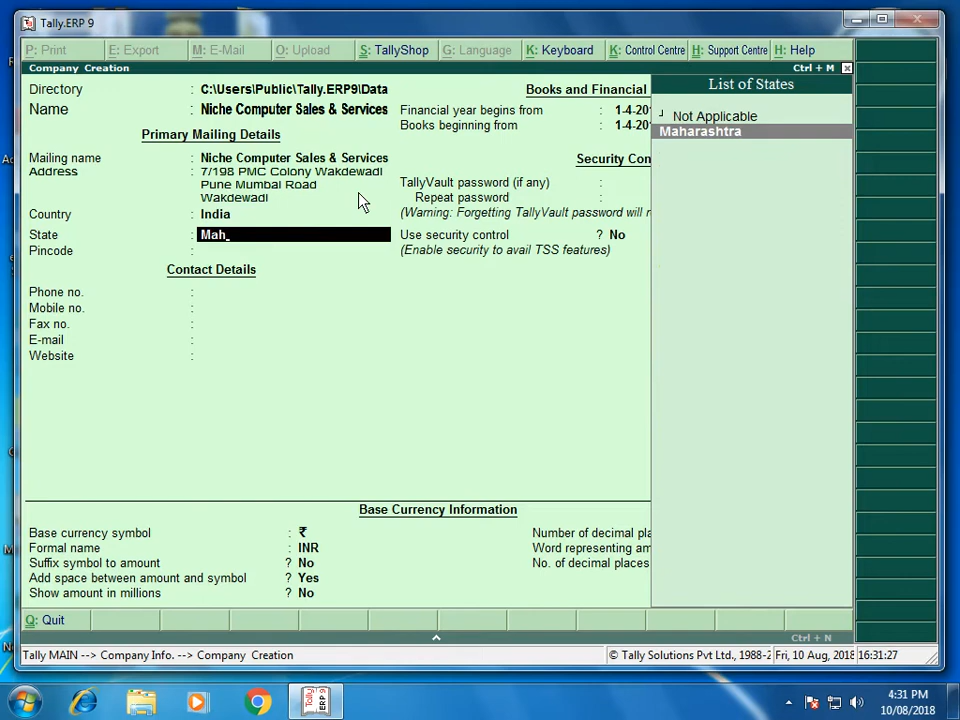 Tally.ERP 9
P: Print E: Export M: E-Mail O: Upload S: TallyShop G: Language K: Keyboard K: Control Centre H: Support Centre H: Help
Company Creation Ctrl + M
Directory : C:\Users\Public\Tally.ERP9\Data
Name : Niche Computer Sales & Services
Primary Mailing Details
Mailing name : Niche Computer Sales & Services
Address : 7/198 PMC Colony Wakdewadi
Pune Mumbai Road
Wakdewadi
Country : India
State : Mah_
Pincode :
Contact Details
Phone no. :
Mobile no. :
Fax no. :
E-mail :
Website :
Books and Financial
Financial year begins from : 1-4-20
Books beginning from : 1-4-20
Security Con
TallyVault password (if any) :
Repeat password :
(Warning: Forgetting TallyVault password will r
Use security control ? No
(Enable security to avail TSS features)
List of States
Not Applicable
Maharashtra
Base Currency Information
Base currency symbol : ₹
Formal name : INR
Suffix symbol to amount ? No
Add space between amount and symbol ? Yes
Show amount in millions ? No
Number of decimal pla
Word representing am
No. of decimal places
Q: Quit
Ctrl + N
Tally MAIN --> Company Info. --> Company Creation
© Tally Solutions Pvt Ltd., 1988-2 Fri, 10 Aug, 2018 16:31:27
Tally
ERP 9
4:31 PM
10/08/2018